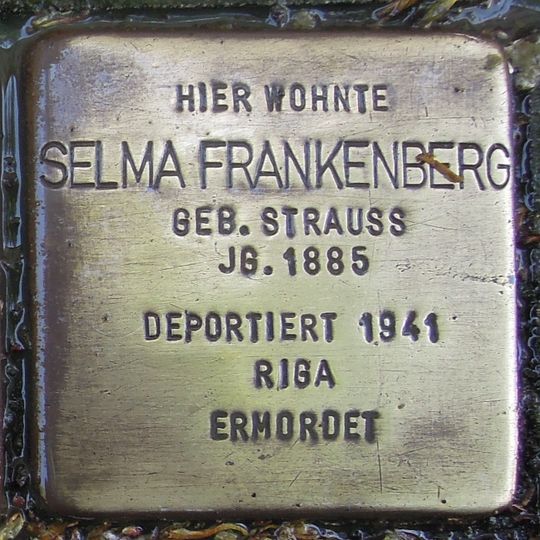 HIER WOHNTE
SELMA FRANKENBERG
GEB. STRAUSS
JG. 1885
DEPORTIERT 1941
RIGA
ERMORDET